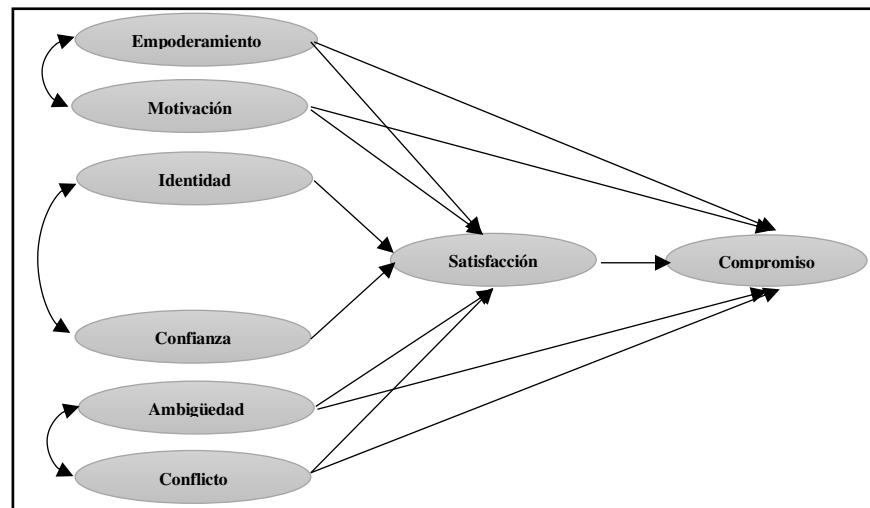 Empoderamiento
Motivación
Identidad
Satisfacción
Compromiso
Confianza
Ambigüedad
Conflicto